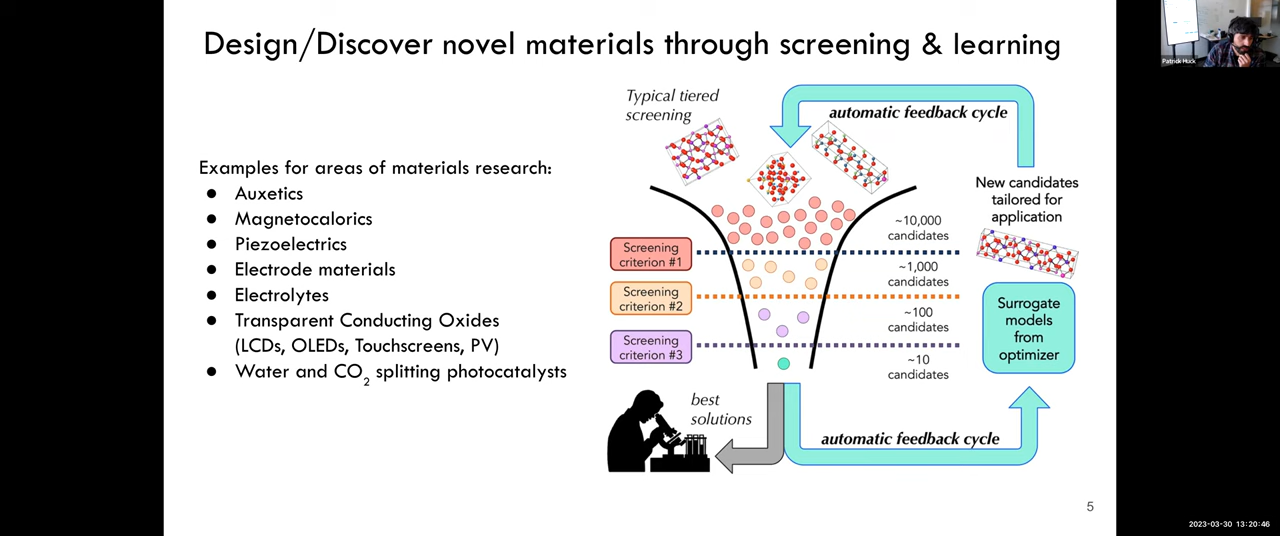 Design/Discover novel materials through screening & learning
Patrick Huck
Examples for areas of materials research:
● Auxetics
● Magnetocalorics
● Piezoelectrics
● Electrode materials
● Electrolytes
● Transparent Conducting Oxides
(LCDs, OLEDs, Touchscreens, PV)
● Water and CO2 splitting photocatalysts
Typical tiered
screening
automatic feedback cycle
New candidates
tailored for
application
~10,000
candidates
Screening
criterion #1
~1,000
candidates
Screening
criterion #2
~100
candidates
Screening
criterion #3
~10
candidates
Surrogate
models
from
optimizer
best
solutions
automatic feedback cycle
5
2023-03-30 13:20:46